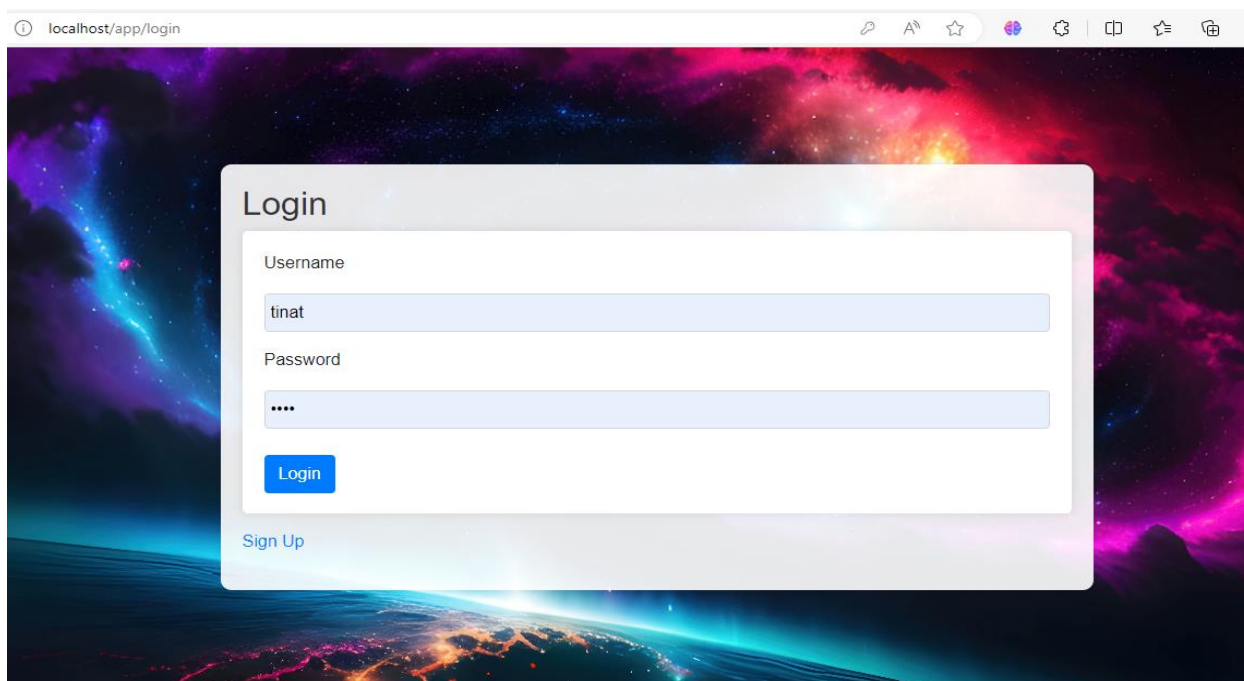 localhost/app/login
Login
Username
tinat
Password
••••
Login
Sign Up